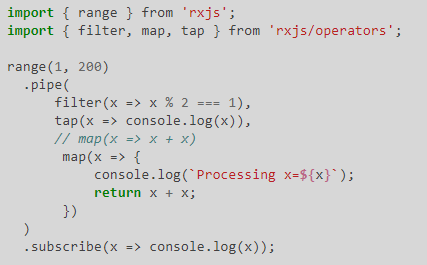 import { range } from 'rxjs';
import { filter, map, tap } from 'rxjs/operators';
range(1, 200)
.pipe(
filter(x => x % 2 === 1),
tap(x => console.log(x)),
// map(x => x + x)
map(x => {
console.log(`Processing x=${x}`);
return x + x;
})
)
.subscribe(x => console.log(x));